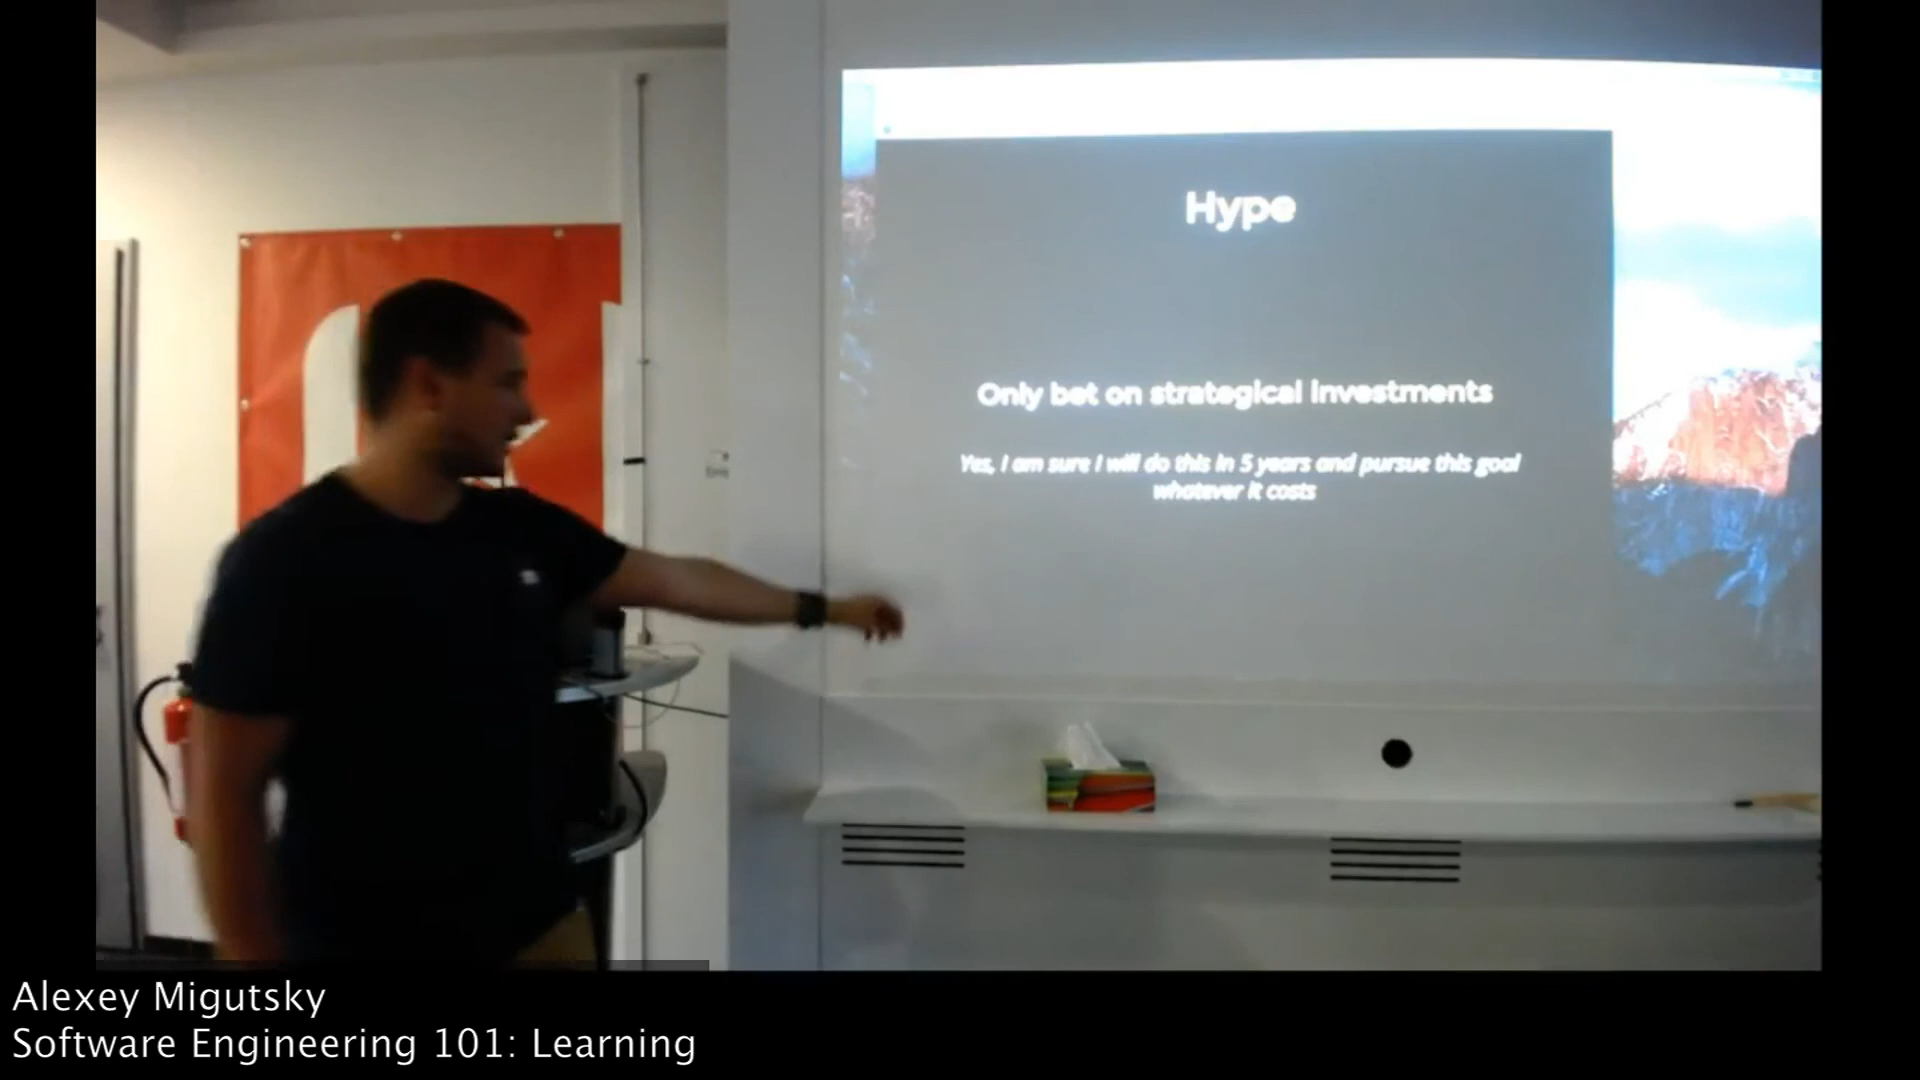 Hype
Only bet on strategical investments
Yes, I am sure I will do this in 5 years and pursue this goal
whatever it costs
Alexey Migutsky
Software Engineering 101: Learning